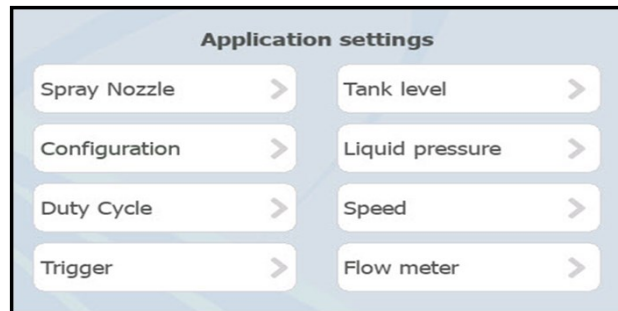 Application settings
Spray Nozzle
Tank level
Configuration
Liquid pressure
Duty Cycle
Speed
Trigger
Flow meter